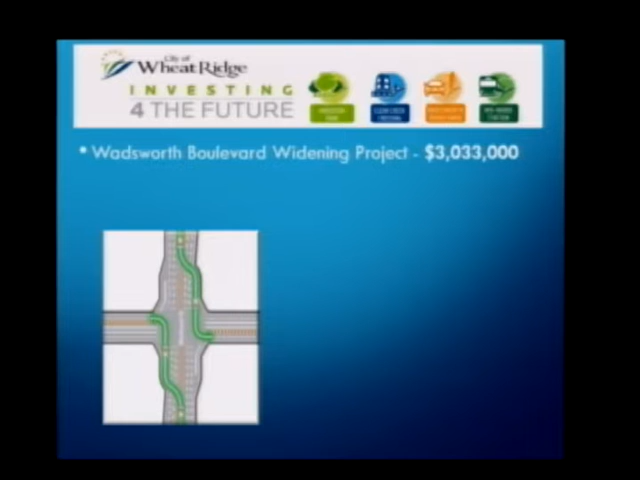 City of
Wheat Ridge
INVESTING
4 THE FUTURE
• Wadsworth Boulevard Widening Project - $3,033,000